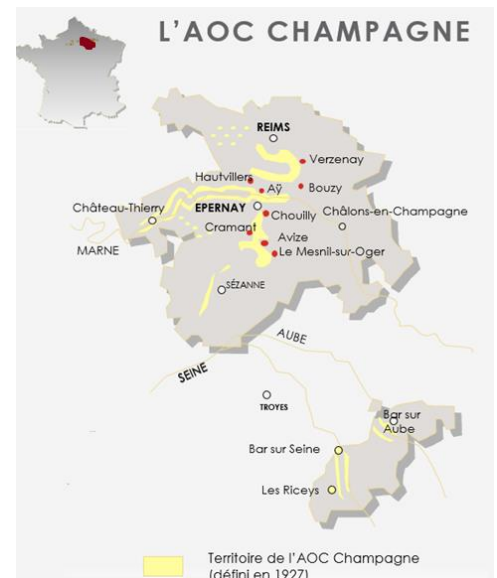 L'AOC CHAMPAGNE
REIMS
Verzenay
Hautvillers
Aÿ
Bouzy
Château-Thierry
EPERNAY
Chouilly
Châlons-en-Champagne
Cramant
Avize
MARNE
Le Mesnil-sur-Oger
SÉZANNE
AUBE
SEINE
TROYES
Bar sur
Aube
Bar sur Seine
Les Riceys
Territoire de l'AOC Champagne
(défini en 1927)